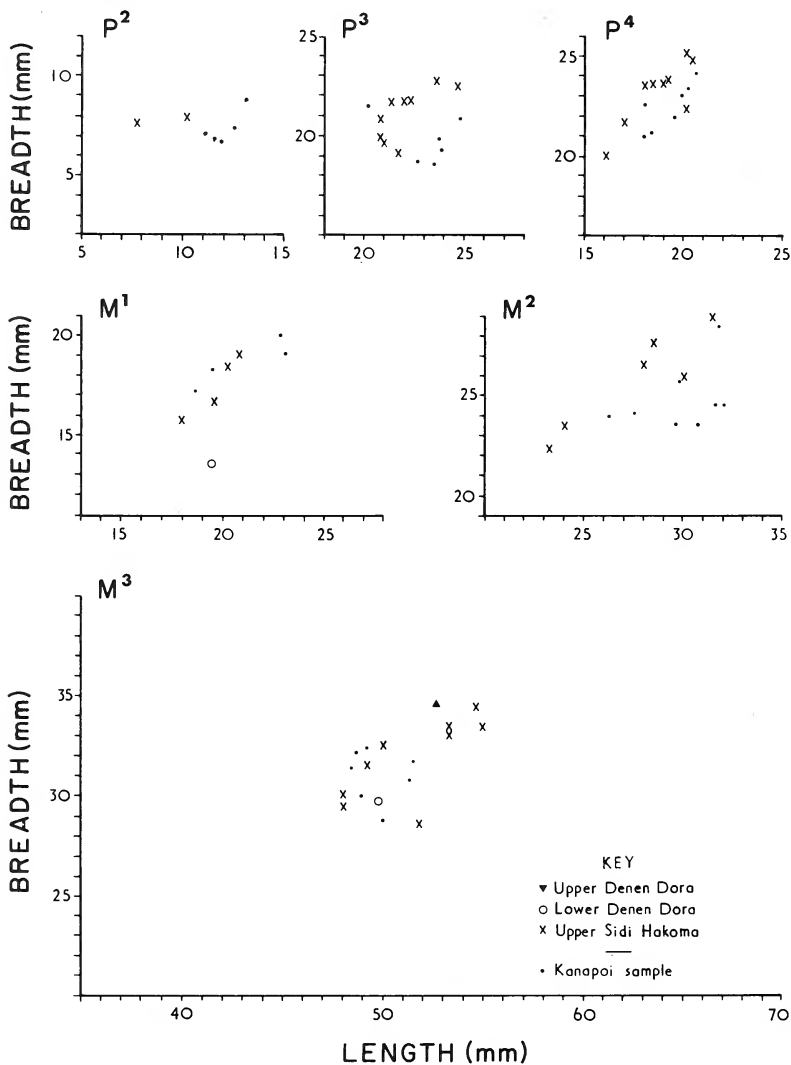 P²
BREADTH (mm)
10
5
5 10 15
P³
25
20
20 25
P⁴
25
20
15 20 25
M¹
BREADTH (mm)
20
15
15 20 25
M²
25
20
25 30 35
M³
BREADTH (mm)
35
30
25
40 50 60 70
LENGTH (mm)
KEY
▼ Upper Denen Dora
○ Lower Denen Dora
x Upper Sidi Hakoma
• Kanapoi sample